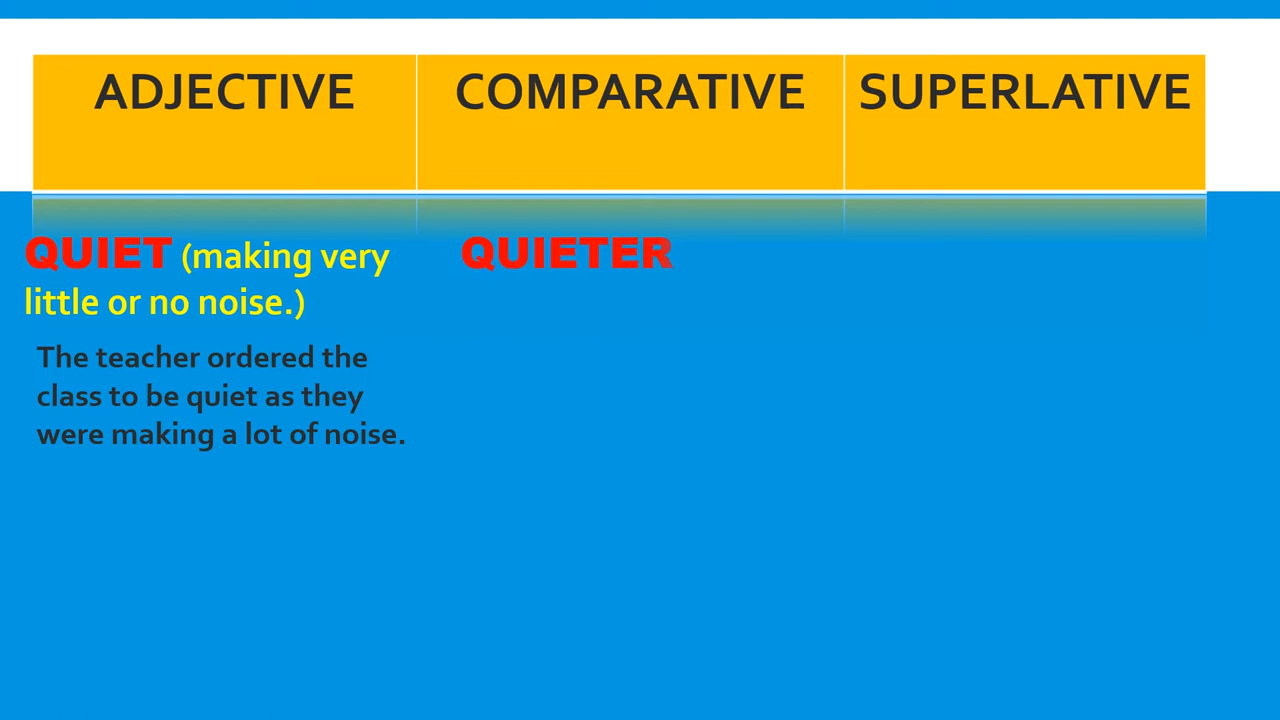 ADJECTIVE COMPARATIVE SUPERLATIVE
QUIET (making very
little or no noise.)
QUIETER
The teacher ordered the
class to be quiet as they
were making a lot of noise.